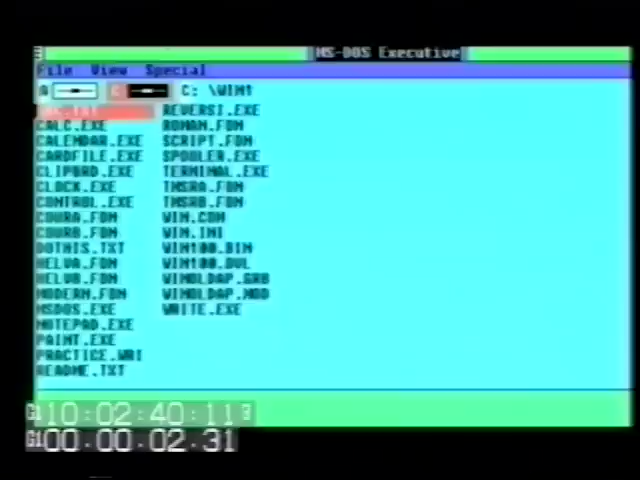 MS-DOS Executive
File View Special
A C C: \WIN1
REVERSI.EXE
CALC.EXE ROMAN.FON
CALENDAR.EXE SCRIPT.FON
CARDFILE.EXE SPOOLER.EXE
CLIPBRD.EXE TERMINAL.EXE
CLOCK.EXE TMSRA.FON
CONTROL.EXE TMSRB.FON
COURA.FON WIN.COM
COURB.FON WIN.INI
DOTHIS.TXT WIN100.BIN
HELVA.FON WIN100.OVL
HELVB.FON WINOLDAP.GRB
MODERN.FON WINOLDAP.MOD
MSDOS.EXE WRITE.EXE
NOTEPAD.EXE
PAINT.EXE
PRACTICE.WRI
README.TXT
10:02:40:11
00:00:02.31